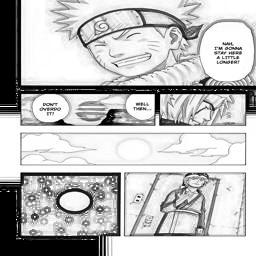 NAH,
I'M GONNA
STAY HERE
A LITTLE
LONGER!
DON'T
OVERDO
IT!
WELL
THEN...